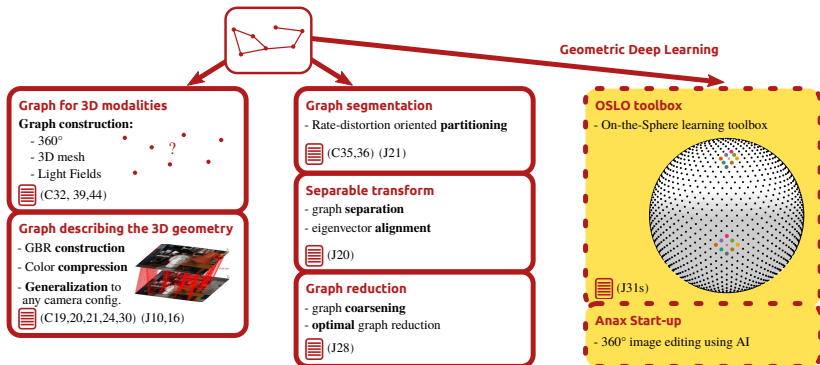 Geometric Deep Learning
Graph for 3D modalities
Graph construction:
- 360°
- 3D mesh
- Light Fields
?
(C32, 39,44)
Graph describing the 3D geometry
- GBR construction
- Color compression
- Generalization to
any camera config.
(C19,20,21,24,30) (J10,16)
Graph segmentation
- Rate-distortion oriented partitioning
(C35,36) (J21)
Separable transform
- graph separation
- eigenvector alignment
(J20)
Graph reduction
- graph coarsening
- optimal graph reduction
(J28)
OSLO toolbox
- On-the-Sphere learning toolbox
(J31s)
Anax Start-up
- 360° image editing using AI